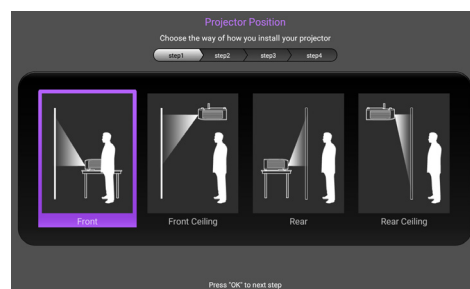 Projector Position
Choose the way of how you install your projector
step1 step2 step3 step4
Front Front Ceiling Rear Rear Ceiling
Press "OK" to next step